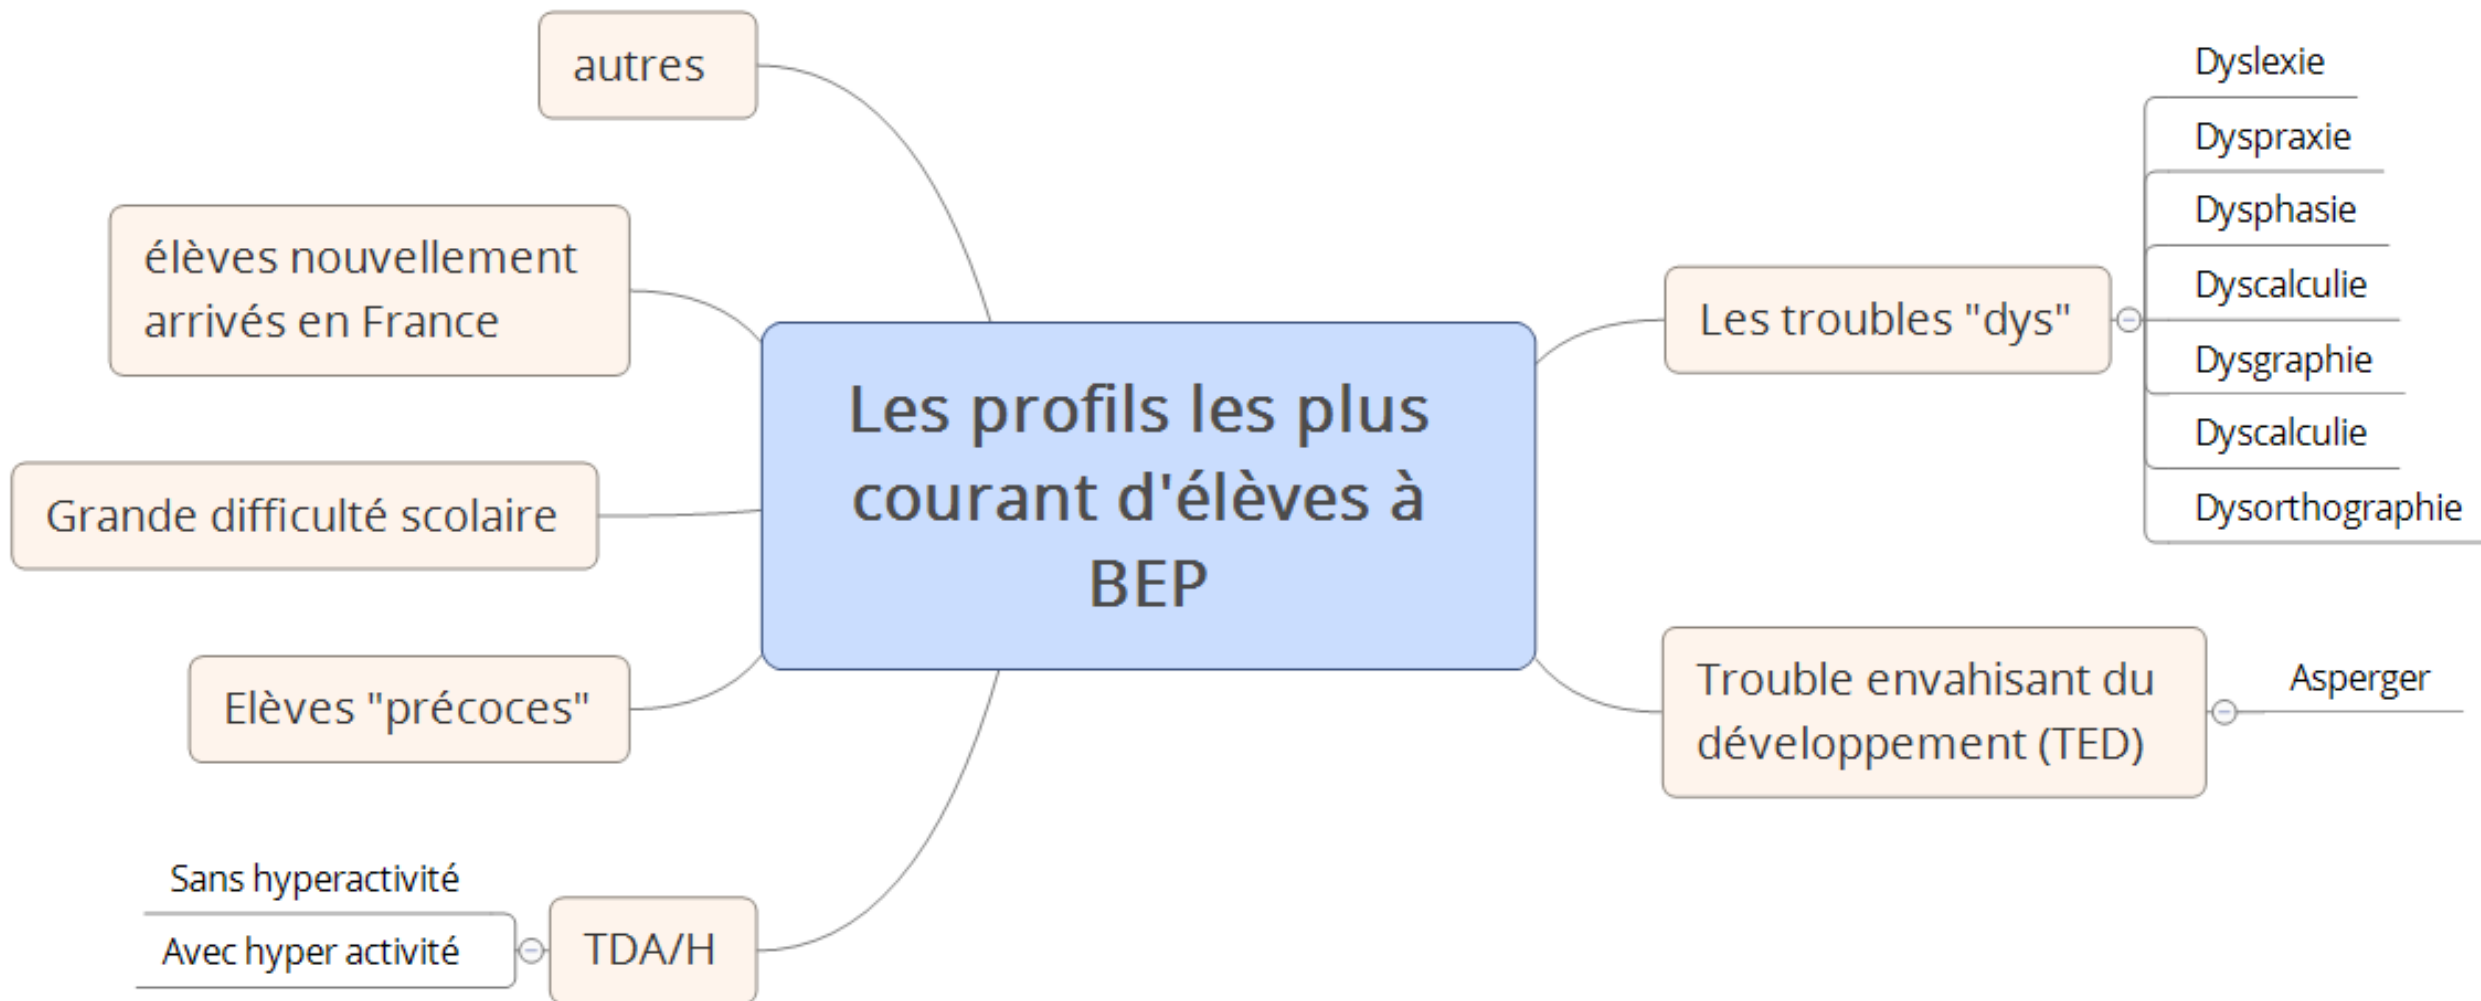 autres
élèves nouvellement
arrivés en France
Grande difficulté scolaire
Elèves "précoces"
Sans hyperactivité
Avec hyper activité
TDA/H
Les profils les plus
courant d'élèves à
BEP
Les troubles "dys"
Dyslexie
Dyspraxie
Dysphasie
Dyscalculie
Dysgraphie
Dyscalculie
Dysorthographie
Trouble envahisant du
développement (TED)
Asperger